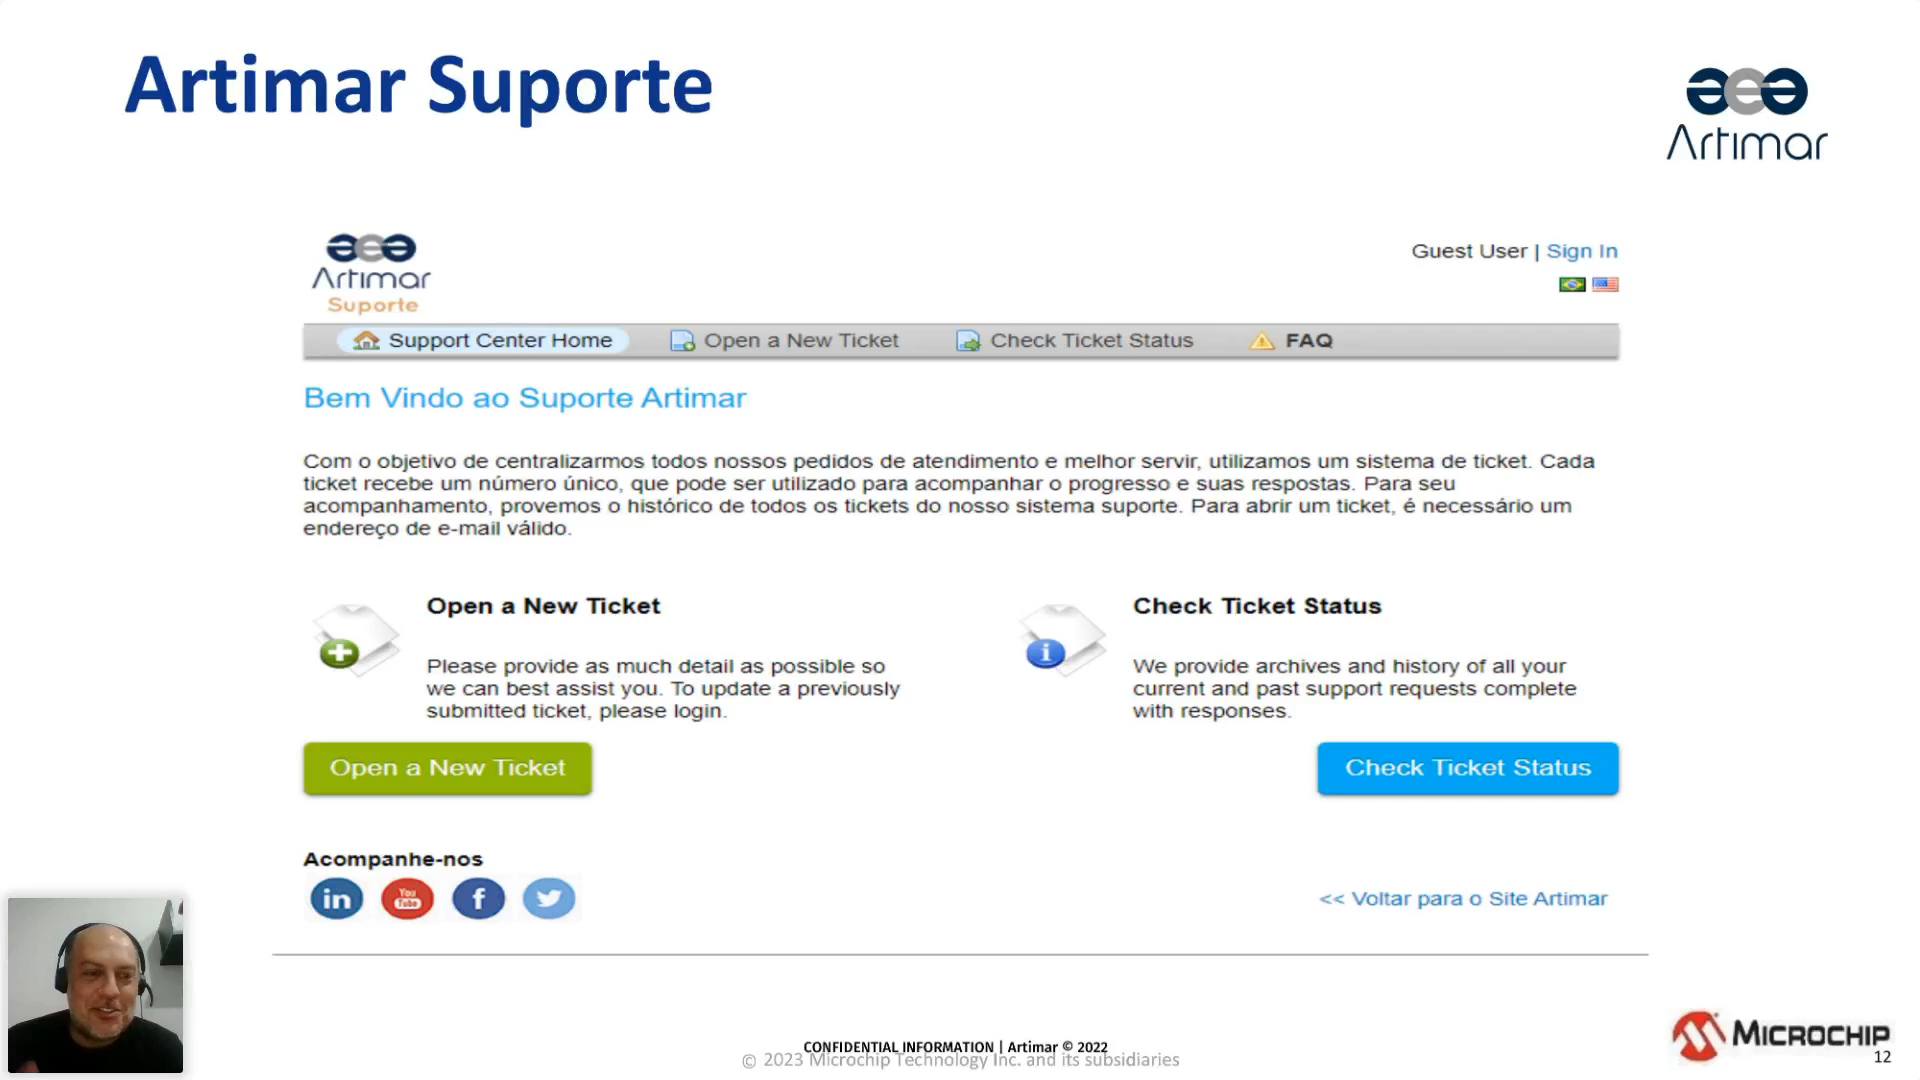 Artimar Suporte
Artimar
Artimar
Suporte
Guest User | Sign In
Support Center Home
Open a New Ticket
Check Ticket Status
FAQ
Bem Vindo ao Suporte Artimar
Com o objetivo de centralizarmos todos nossos pedidos de atendimento e melhor servir, utilizamos um sistema de ticket. Cada
ticket recebe um número único, que pode ser utilizado para acompanhar o progresso e suas respostas. Para seu
acompanhamento, provemos o histórico de todos os tickets do nosso sistema suporte. Para abrir um ticket, é necessário um
endereço de e-mail válido.
Open a New Ticket
Please provide as much detail as possible so
we can best assist you. To update a previously
submitted ticket, please login.
Open a New Ticket
Check Ticket Status
We provide archives and history of all your
current and past support requests complete
with responses.
Check Ticket Status
Acompanhe-nos
in
You
Tube
f
<< Voltar para o Site Artimar
CONFIDENTIAL INFORMATION | Artimar © 2022
© 2023 Microchip Technology Inc. and its subsidiaries
MICROCHIP
12